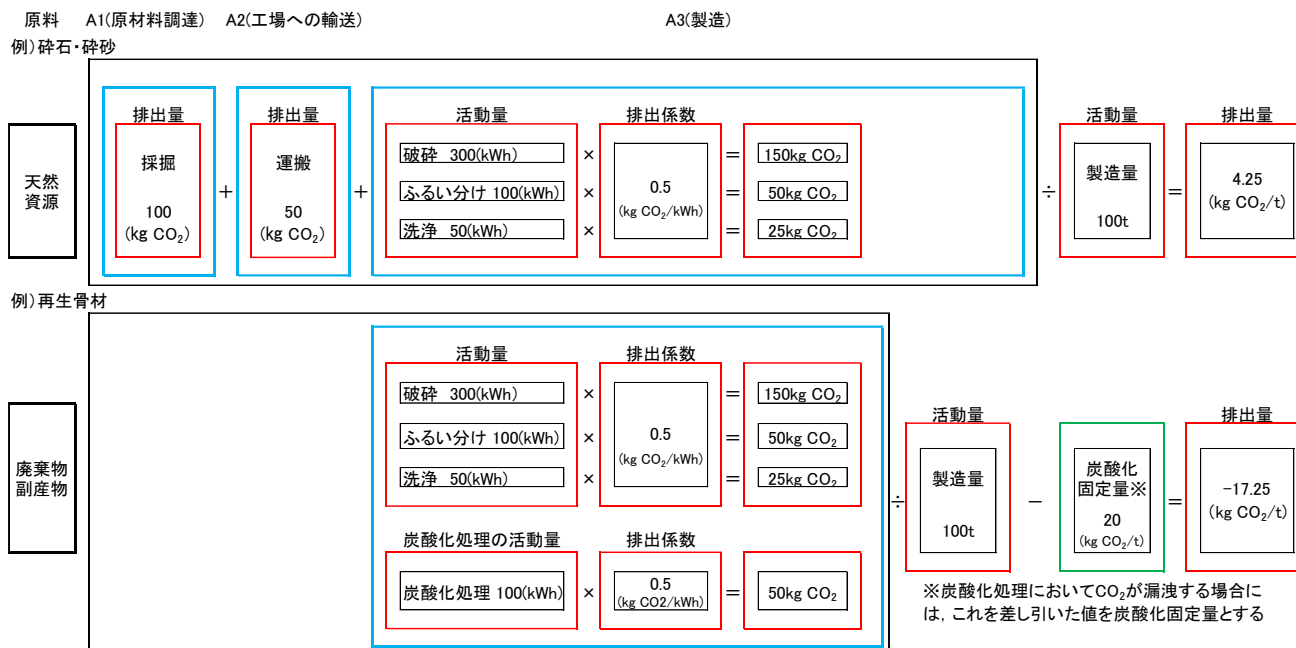 原料 A1(原材料調達) A2(工場への輸送) A3(製造)
例)砕石・砕砂
排出量 排出量 活動量 排出係数 活動量 排出量
天然
資源
採掘
100
(kg CO₂)
+
運搬
50
(kg CO₂)
+
破砕 300(kWh) × = 150kg CO₂
ふるい分け 100(kWh) × = 50kg CO₂
洗浄 50(kWh) × = 25kg CO₂
0.5
(kg CO₂/kWh)
÷
製造量
100t
=
4.25
(kg CO₂/t)
例)再生骨材
活動量 排出係数
廃棄物
副産物
破砕 300(kWh) × = 150kg CO₂
ふるい分け 100(kWh) × = 50kg CO₂
洗浄 50(kWh) × = 25kg CO₂
0.5
(kg CO₂/kWh)
炭酸化処理の活動量 排出係数
炭酸化処理 100(kWh) × 0.5 = 50kg CO₂
(kg CO2/kWh)
÷
活動量
製造量
100t
−
炭酸化
固定量※
20
(kg CO₂/t)
=
排出量
-17.25
(kg CO₂/t)
※炭酸化処理においてCO₂が漏洩する場合に
は，これを差し引いた値を炭酸化固定量とする